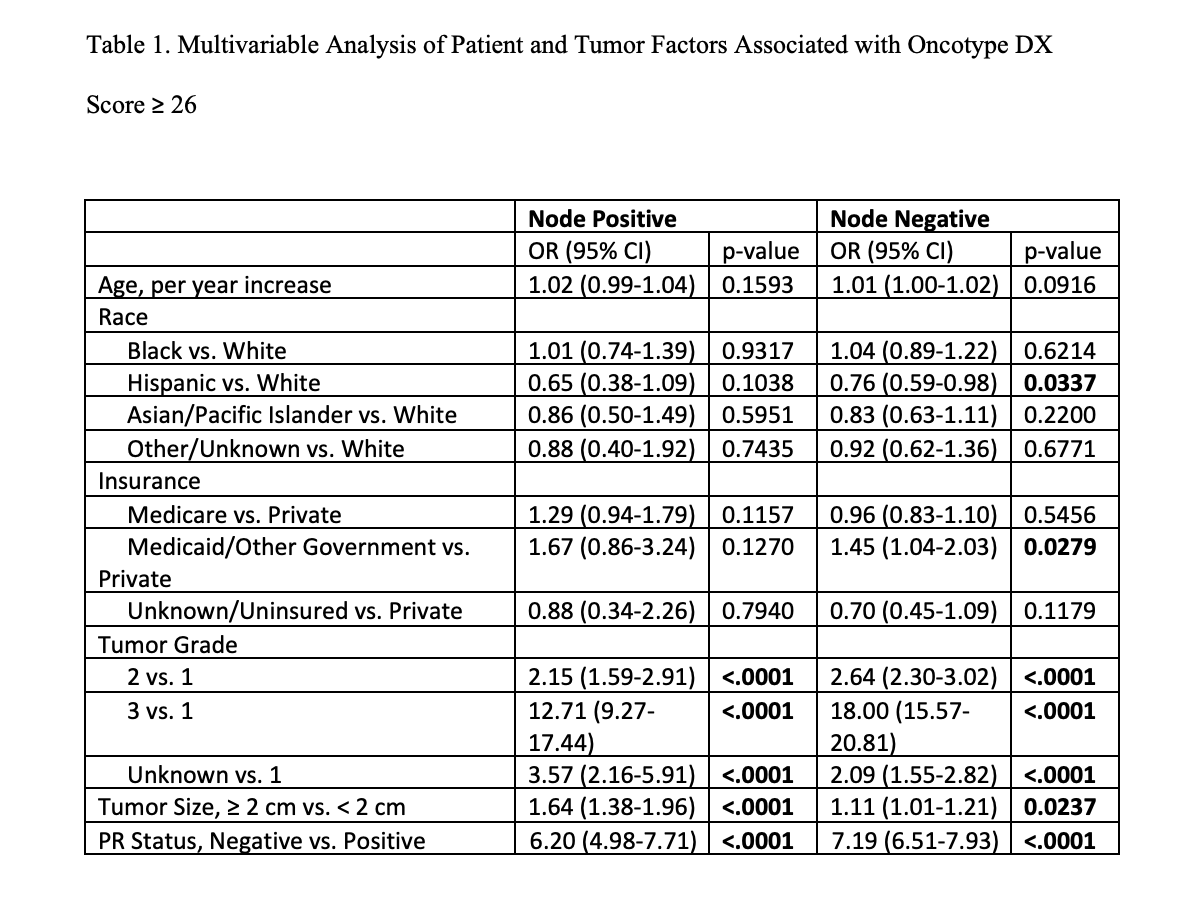 Table 1. Multivariable Analysis of Patient and Tumor Factors Associated with Oncotype DX
Score ≥ 26
Node Positive Node Negative
OR (95% CI) p-value OR (95% CI) p-value
Age, per year increase 1.02 (0.99-1.04) 0.1593 1.01 (1.00-1.02) 0.0916
Race
Black vs. White 1.01 (0.74-1.39) 0.9317 1.04 (0.89-1.22) 0.6214
Hispanic vs. White 0.65 (0.38-1.09) 0.1038 0.76 (0.59-0.98) 0.0337
Asian/Pacific Islander vs. White 0.86 (0.50-1.49) 0.5951 0.83 (0.63-1.11) 0.2200
Other/Unknown vs. White 0.88 (0.40-1.92) 0.7435 0.92 (0.62-1.36) 0.6771
Insurance
Medicare vs. Private 1.29 (0.94-1.79) 0.1157 0.96 (0.83-1.10) 0.5456
Medicaid/Other Government vs. 1.67 (0.86-3.24) 0.1270 1.45 (1.04-2.03) 0.0279
Private
Unknown/Uninsured vs. Private 0.88 (0.34-2.26) 0.7940 0.70 (0.45-1.09) 0.1179
Tumor Grade
2 vs. 1 2.15 (1.59-2.91) <.0001 2.64 (2.30-3.02) <.0001
3 vs. 1 12.71 (9.27- <.0001 18.00 (15.57- <.0001
17.44) 20.81)
Unknown vs. 1 3.57 (2.16-5.91) <.0001 2.09 (1.55-2.82) <.0001
Tumor Size, ≥ 2 cm vs. < 2 cm 1.64 (1.38-1.96) <.0001 1.11 (1.01-1.21) 0.0237
PR Status, Negative vs. Positive 6.20 (4.98-7.71) <.0001 7.19 (6.51-7.93) <.0001